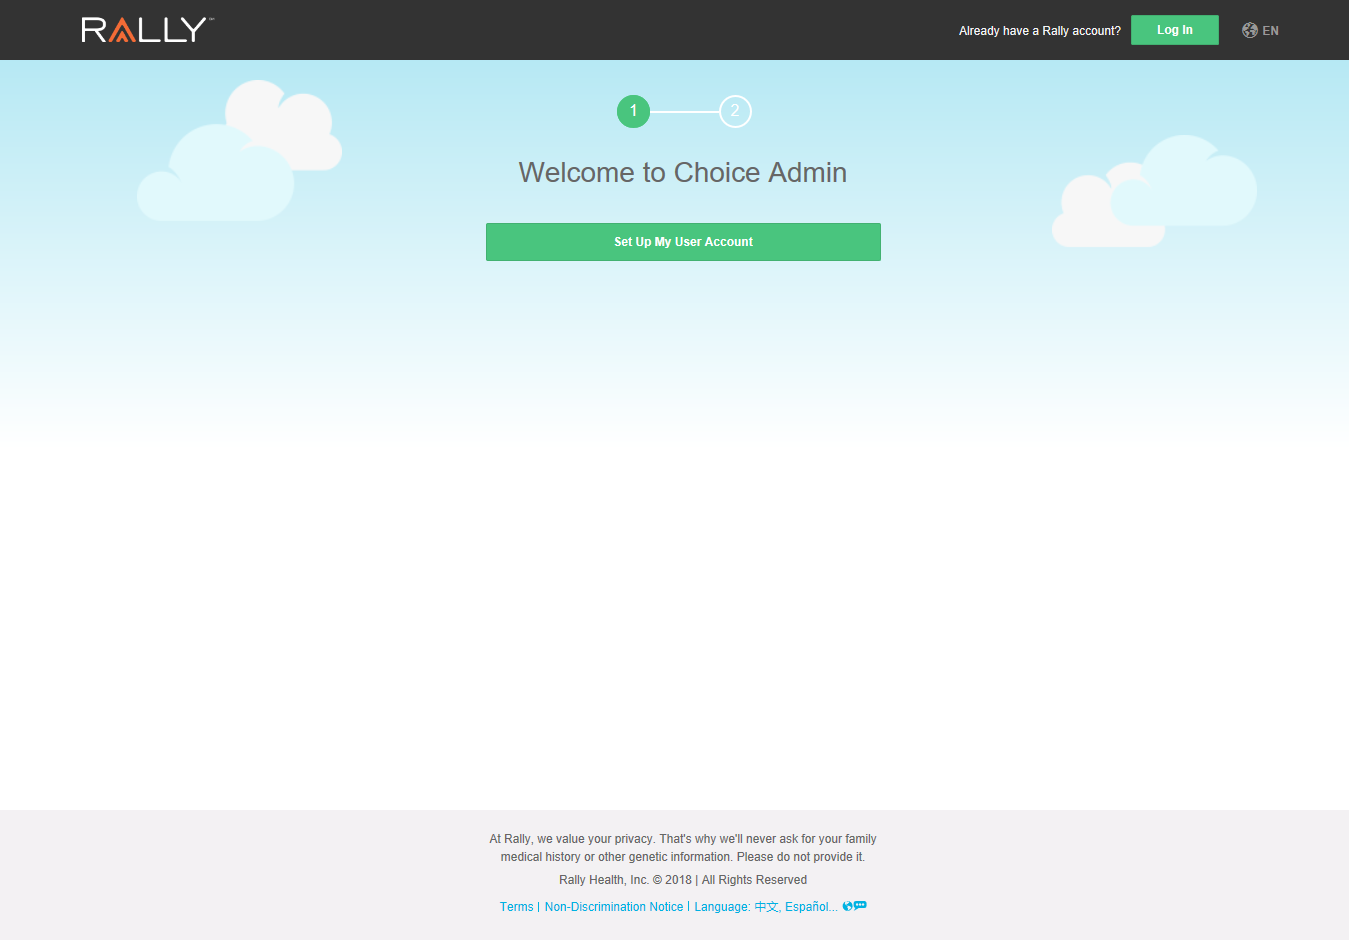 RALLY
Already have a Rally account?
Log In
EN
1
2
Welcome to Choice Admin
Set Up My User Account
At Rally, we value your privacy. That's why we'll never ask for your family
medical history or other genetic information. Please do not provide it.
Rally Health, Inc. © 2018 | All Rights Reserved
Terms | Non-Discrimination Notice | Language: 中文, Español...